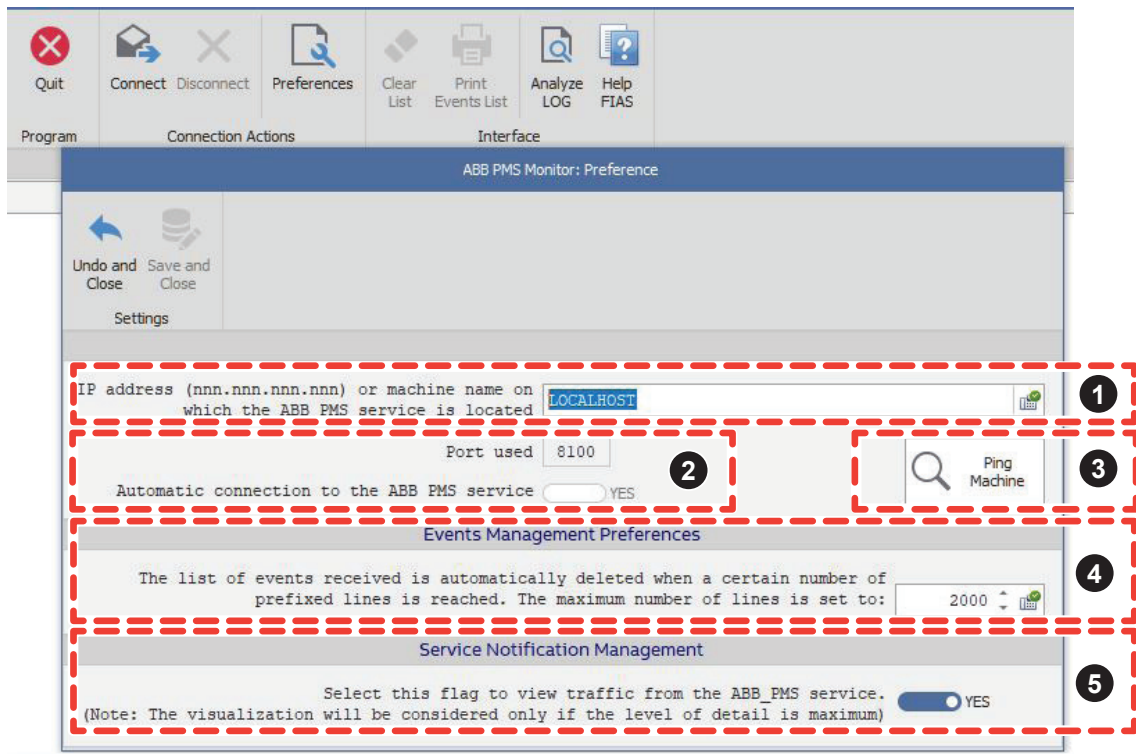 Quit
Connect Disconnect
Preferences
Clear List
Print Events List
Analyze LOG
Help FIAS
Program
Connection Actions
Interface
ABB PMS Monitor: Preference
Undo and Close
Save and Close
Settings
IP address (nnn.nnn.nnn.nnn) or machine name on
which the ABB PMS service is located
LOCALHOST
1
Port used 8100
Automatic connection to the ABB PMS service YES
2
Ping
Machine
3
Events Management Preferences
The list of events received is automatically deleted when a certain number of
prefixed lines is reached. The maximum number of lines is set to: 2000
4
Service Notification Management
Select this flag to view traffic from the ABB_PMS service.
(Note: The visualization will be considered only if the level of detail is maximum)
YES
5